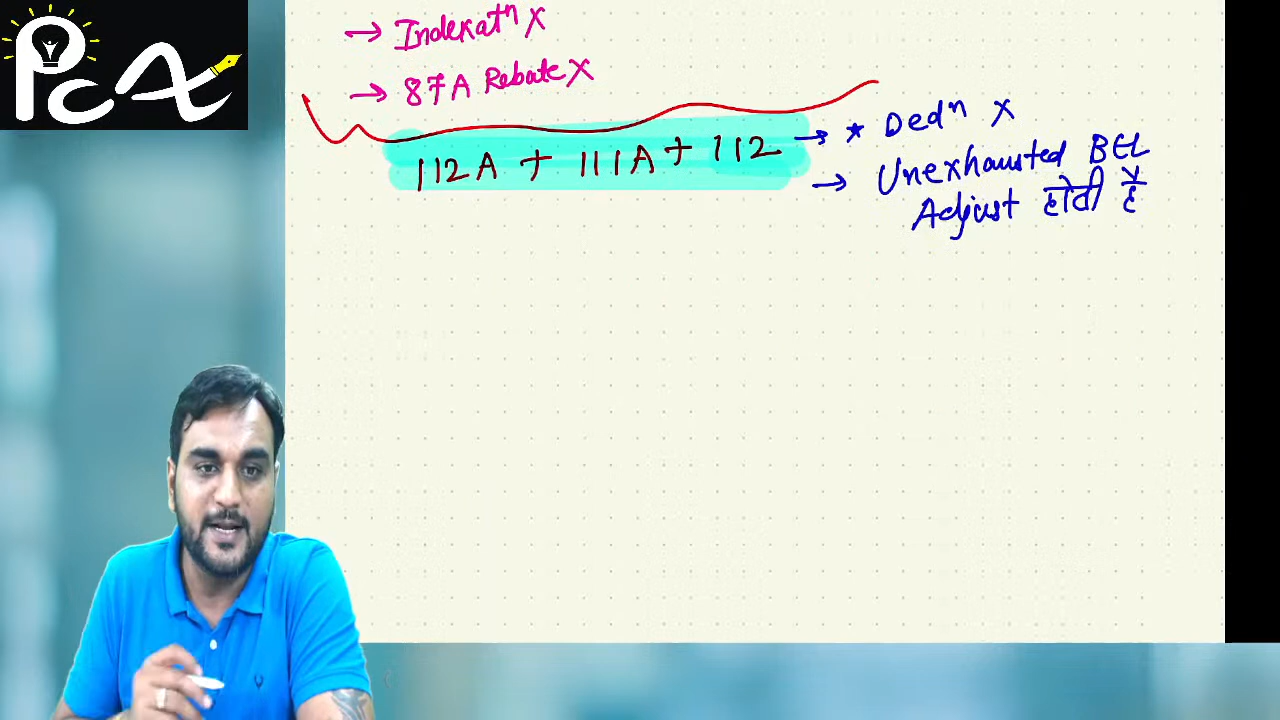 PCA
→ Indexatⁿ X
→ 87A Rebate X
112A + 111A + 112 → * Dedⁿ X
→ Unexhausted BEL
Adjust होती है